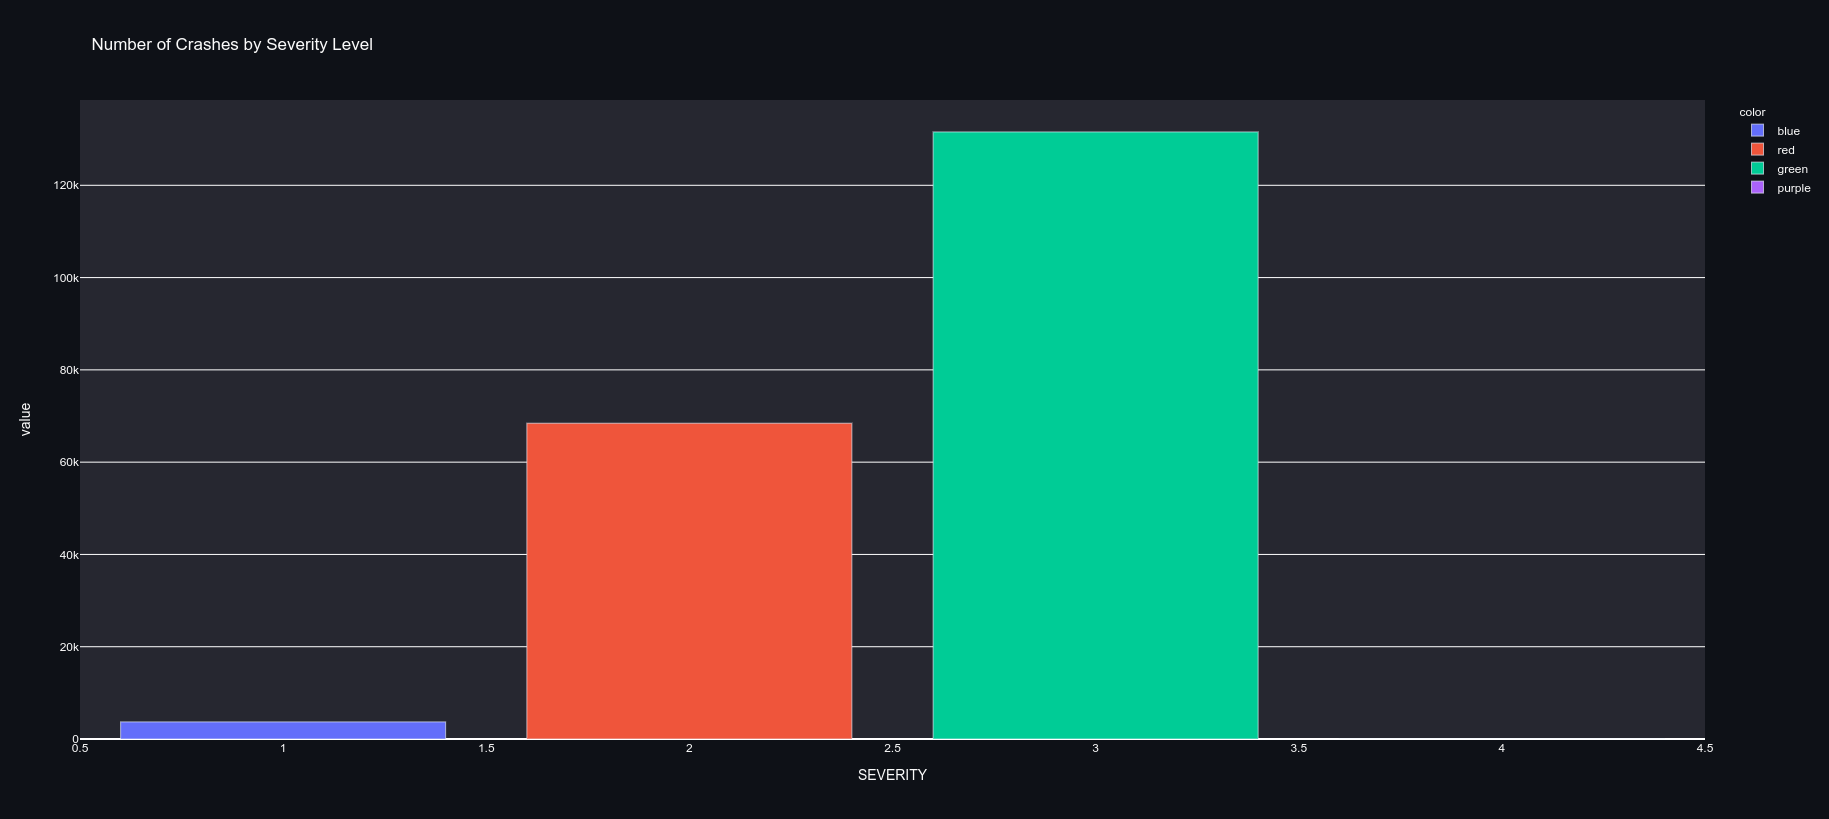 Number of Crashes by Severity Level
color
blue
red
green
purple
value
120k
100k
80k
60k
40k
20k
0
0.5 1 1.5 2 2.5 3 3.5 4 4.5
SEVERITY